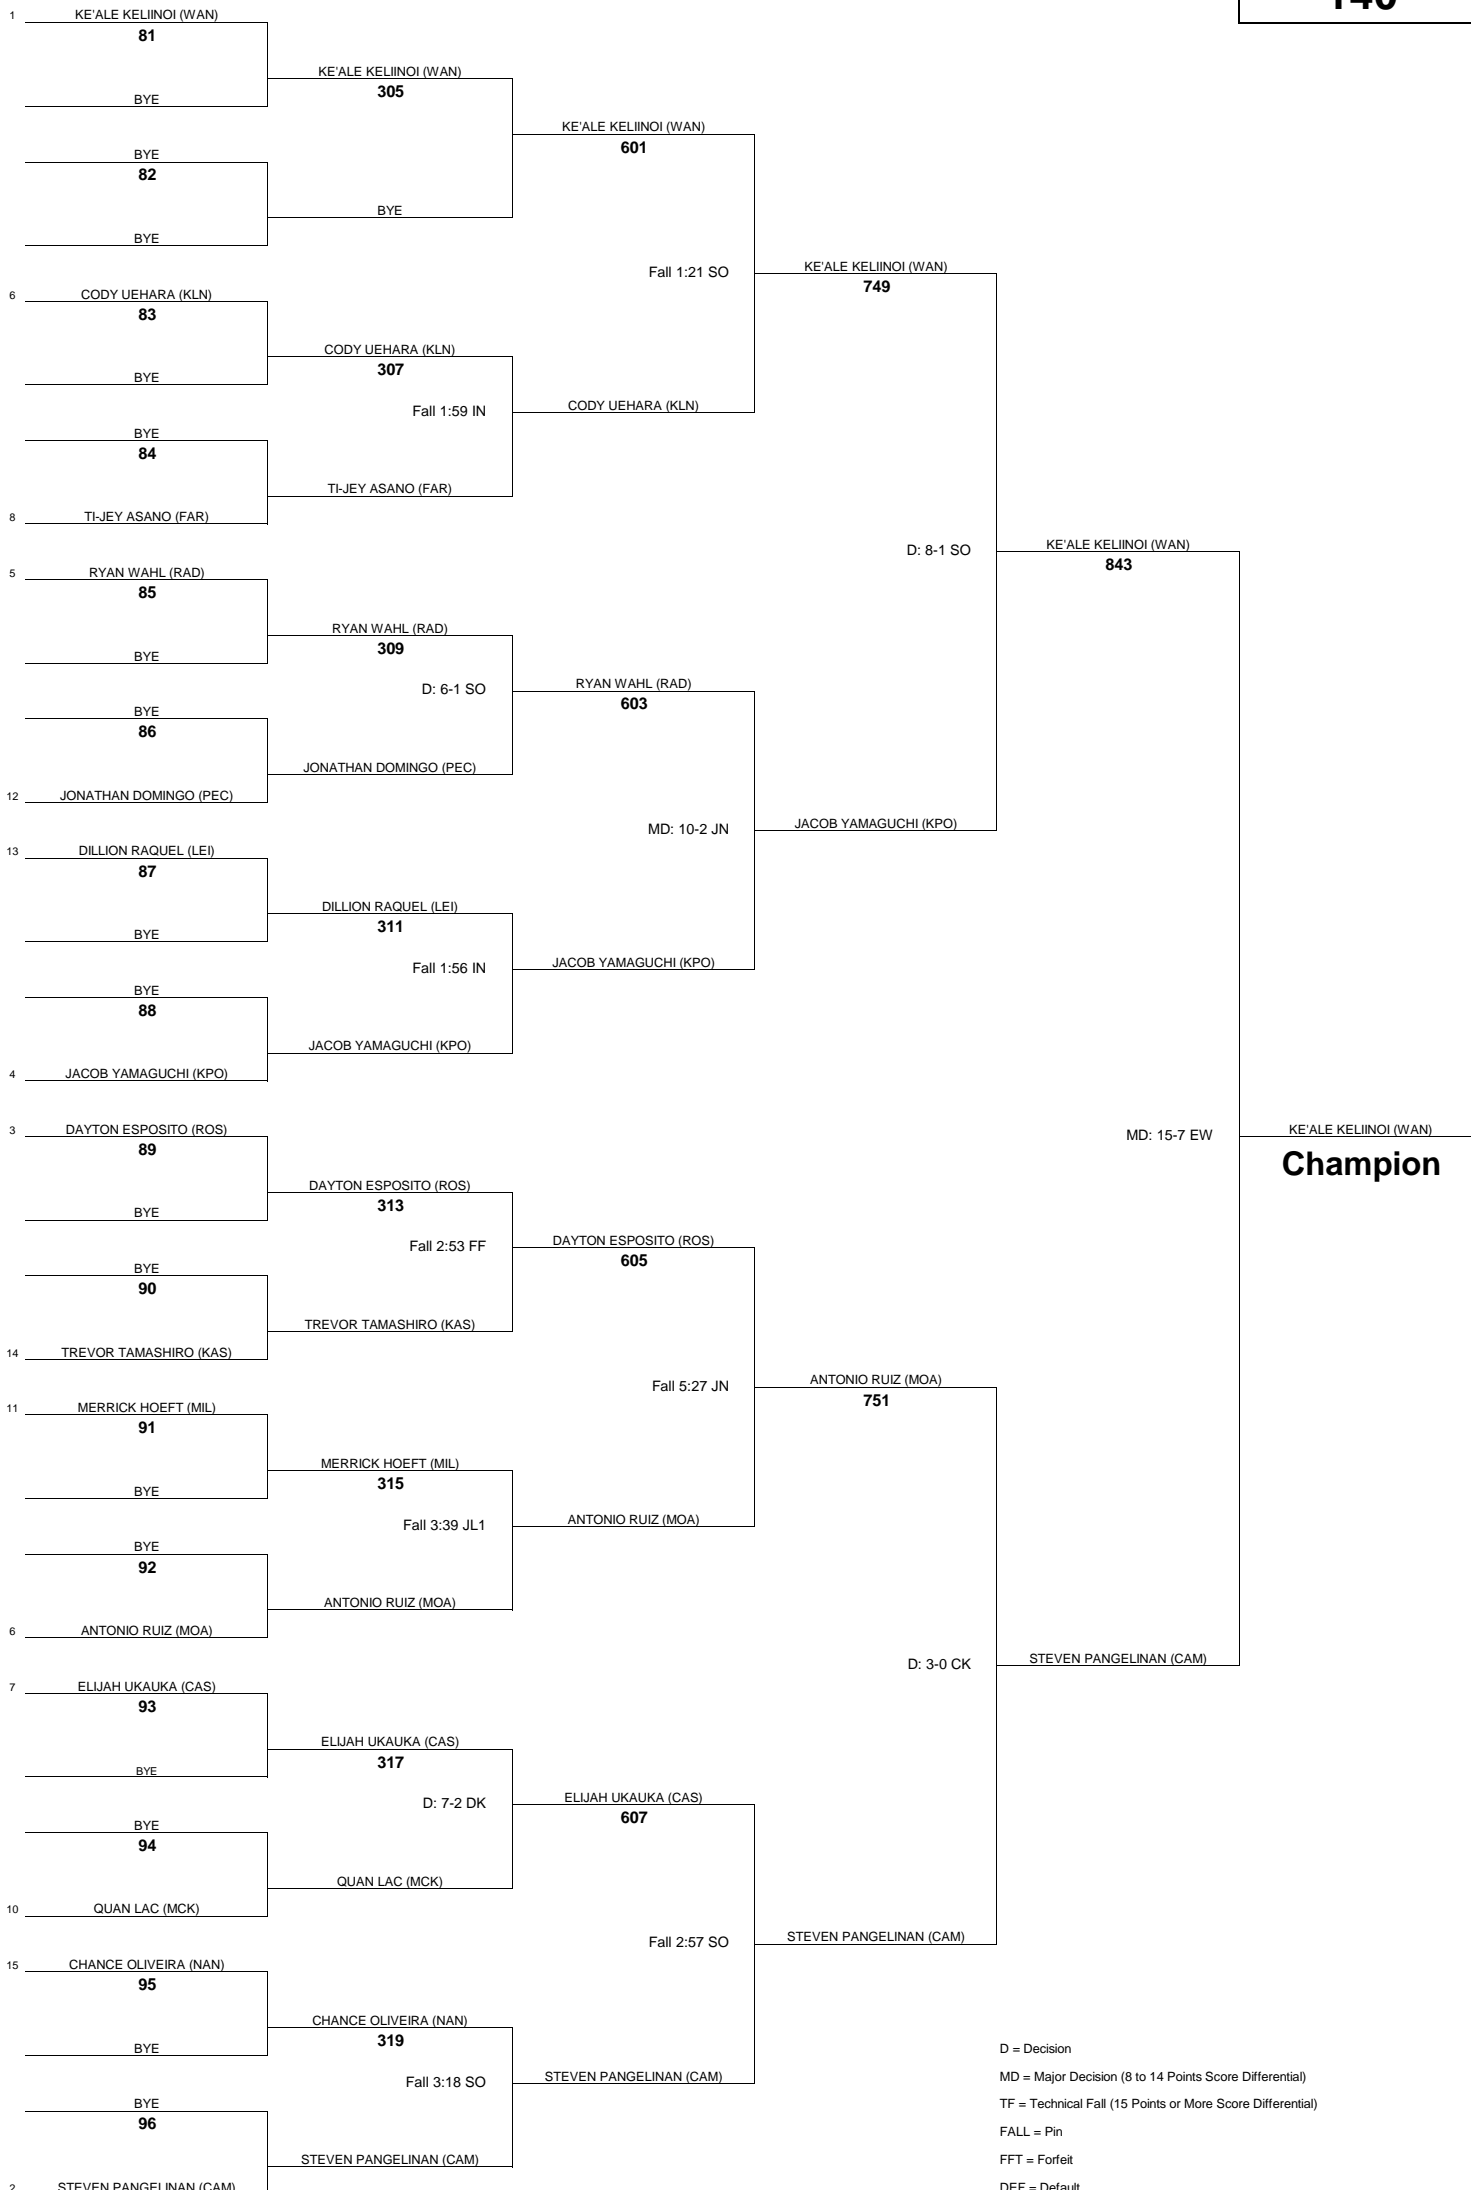 140
1 KE'ALE KELIINOI (WAN)
81
BYE
BYE
82
BYE
6 CODY UEHARA (KLN)
83
BYE
BYE
84
8 TI-JEY ASANO (FAR)
5 RYAN WAHL (RAD)
85
BYE
BYE
86
12 JONATHAN DOMINGO (PEC)
13 DILLION RAQUEL (LEI)
87
BYE
BYE
88
4 JACOB YAMAGUCHI (KPO)
3 DAYTON ESPOSITO (ROS)
89
BYE
BYE
90
14 TREVOR TAMASHIRO (KAS)
11 MERRICK HOEFT (MIL)
91
BYE
BYE
92
6 ANTONIO RUIZ (MOA)
7 ELIJAH UKAUKA (CAS)
93
BYE
BYE
94
10 QUAN LAC (MCK)
15 CHANCE OLIVEIRA (NAN)
95
BYE
BYE
96
2 STEVEN PANGELINAN (CAM)
KE'ALE KELIINOI (WAN)
305
BYE
CODY UEHARA (KLN)
307
Fall 1:59 IN
TI-JEY ASANO (FAR)
RYAN WAHL (RAD)
309
D: 6-1 SO
JONATHAN DOMINGO (PEC)
DILLION RAQUEL (LEI)
311
Fall 1:56 IN
JACOB YAMAGUCHI (KPO)
DAYTON ESPOSITO (ROS)
313
Fall 2:53 FF
TREVOR TAMASHIRO (KAS)
MERRICK HOEFT (MIL)
315
Fall 3:39 JL1
ANTONIO RUIZ (MOA)
ELIJAH UKAUKA (CAS)
317
D: 7-2 DK
QUAN LAC (MCK)
CHANCE OLIVEIRA (NAN)
319
Fall 3:18 SO
STEVEN PANGELINAN (CAM)
KE'ALE KELIINOI (WAN)
601
Fall 1:21 SO
CODY UEHARA (KLN)
RYAN WAHL (RAD)
603
MD: 10-2 JN
JACOB YAMAGUCHI (KPO)
DAYTON ESPOSITO (ROS)
605
Fall 5:27 JN
ANTONIO RUIZ (MOA)
ELIJAH UKAUKA (CAS)
607
Fall 2:57 SO
STEVEN PANGELINAN (CAM)
KE'ALE KELIINOI (WAN)
749
D: 8-1 SO
JACOB YAMAGUCHI (KPO)
ANTONIO RUIZ (MOA)
751
D: 3-0 CK
STEVEN PANGELINAN (CAM)
KE'ALE KELIINOI (WAN)
843
MD: 15-7 EW
STEVEN PANGELINAN (CAM)
KE'ALE KELIINOI (WAN)
Champion
D = Decision
MD = Major Decision (8 to 14 Points Score Differential)
TF = Technical Fall (15 Points or More Score Differential)
FALL = Pin
FFT = Forfeit
DEF = Default